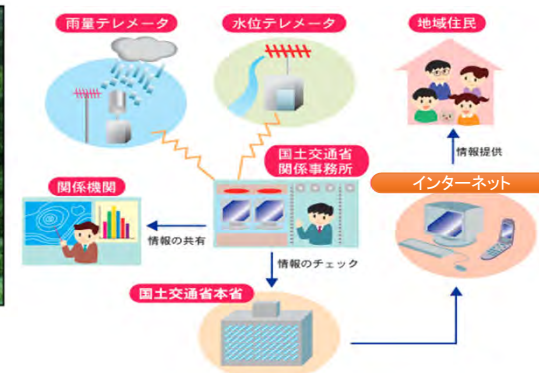 雨量テレメータ
水位テレメータ
地域住民
国土交通省
関係事務所
情報提供
関係機関
インターネット
情報の共有
情報のチェック
国土交通省本省